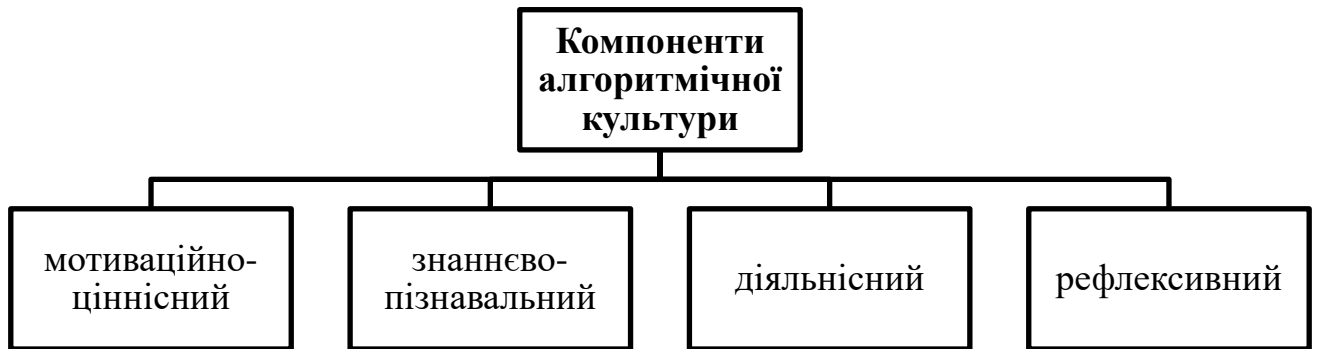 Компоненти
алгоритмічної
культури
мотиваційно-
ціннісний
знаннєво-
пізнавальний
діяльнісний
рефлексивний